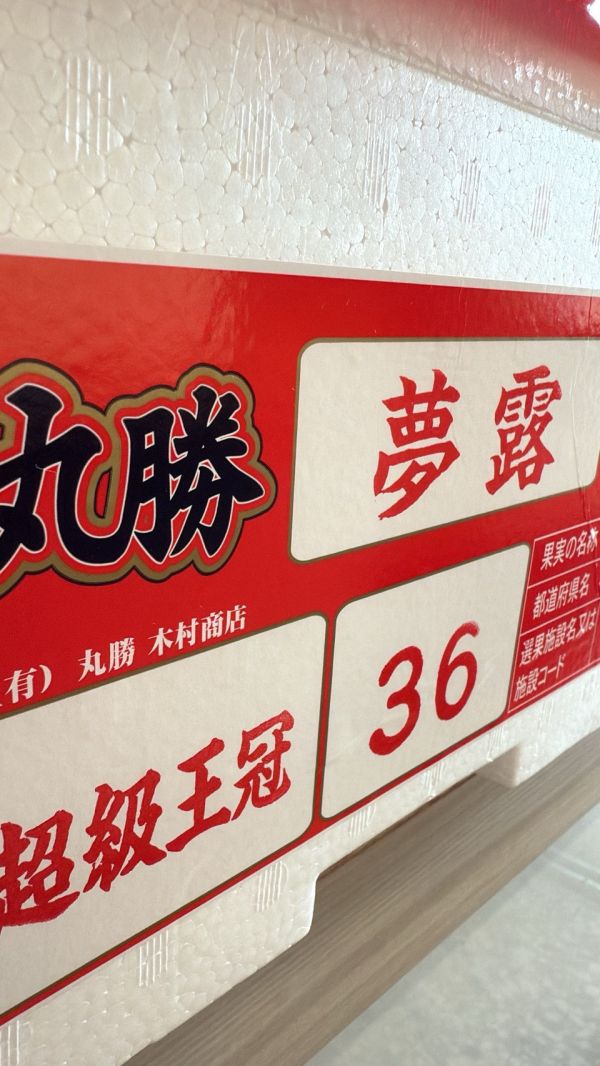 丸勝
夢露
（有） 丸勝 木村商店
超級王冠
36
果実の名称
都道府県名
選果施設名又は
施設コード